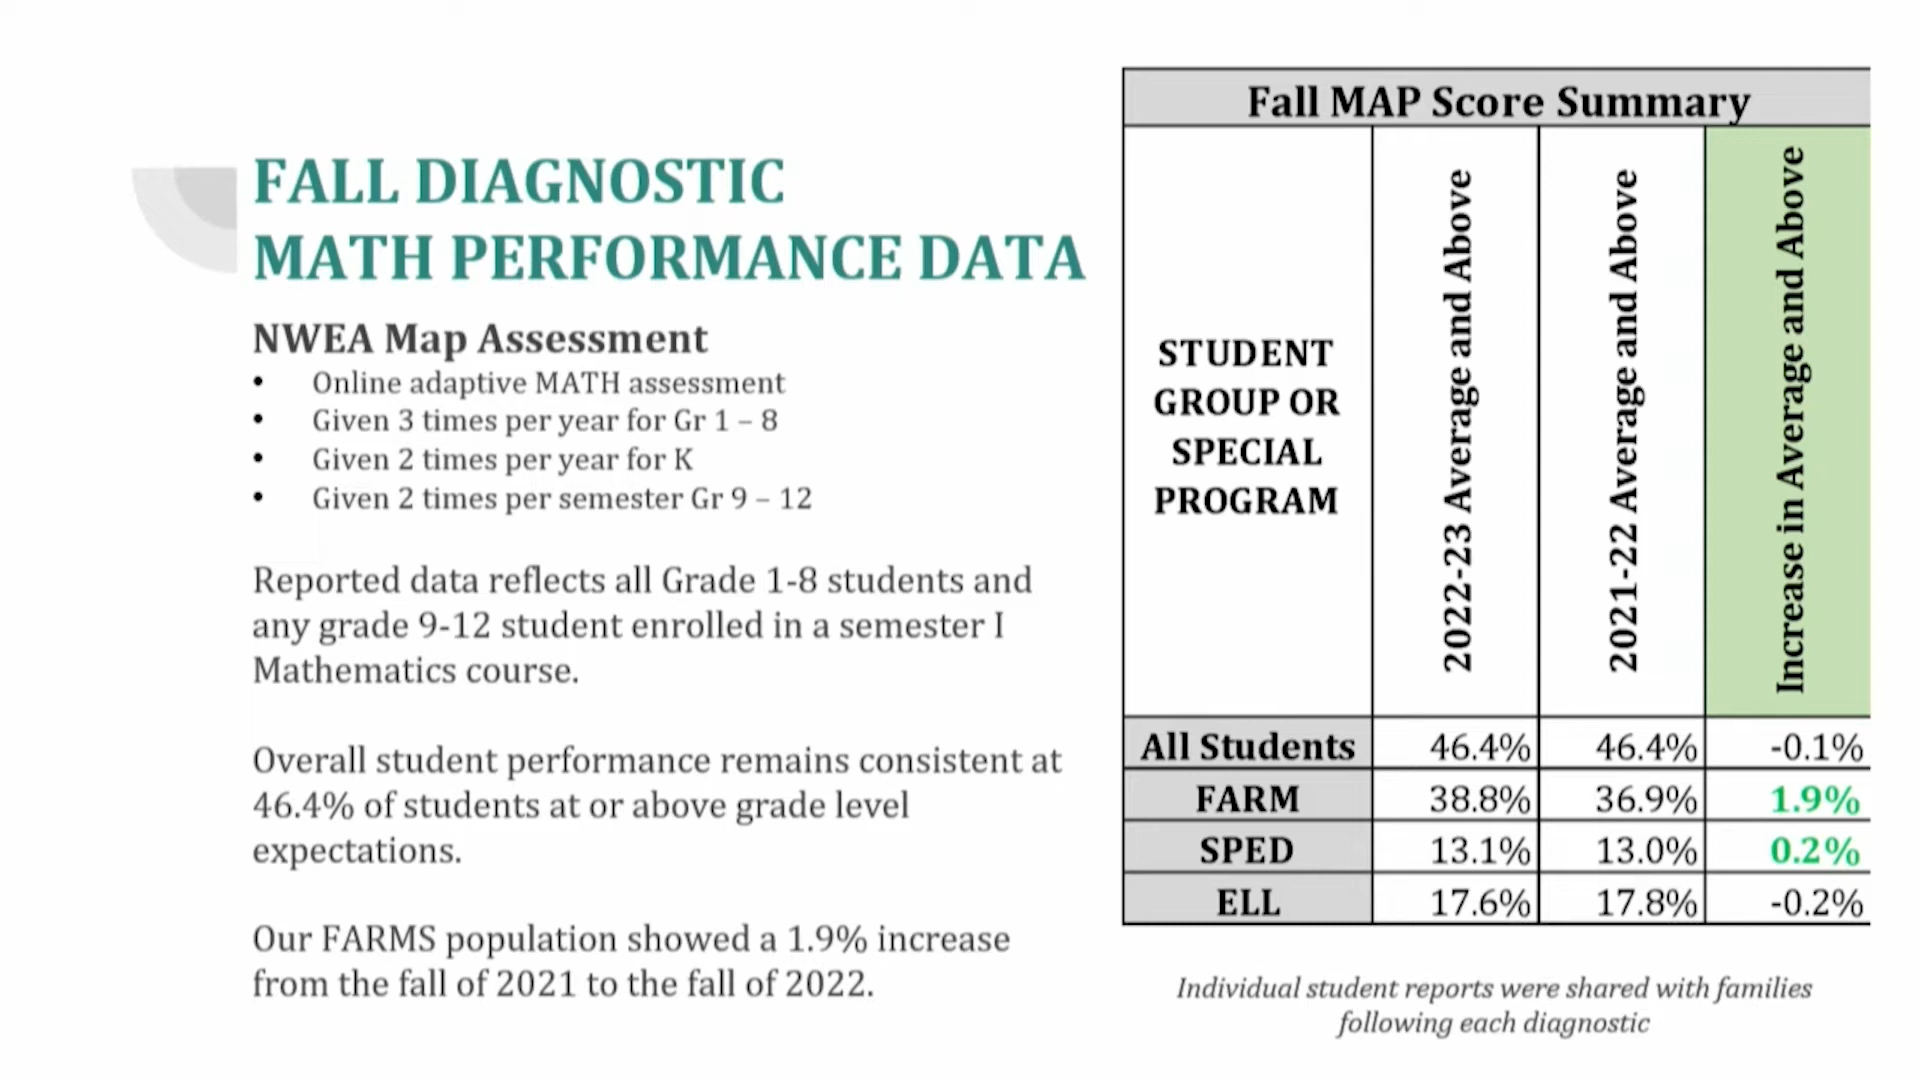 FALL DIAGNOSTIC
MATH PERFORMANCE DATA
NWEA Map Assessment
• Online adaptive MATH assessment
• Given 3 times per year for Gr 1 – 8
• Given 2 times per year for K
• Given 2 times per semester Gr 9 – 12
Reported data reflects all Grade 1-8 students and
any grade 9-12 student enrolled in a semester I
Mathematics course.
Overall student performance remains consistent at
46.4% of students at or above grade level
expectations.
Our FARMS population showed a 1.9% increase
from the fall of 2021 to the fall of 2022.
Fall MAP Score Summary
STUDENT
GROUP OR
SPECIAL
PROGRAM
2022-23 Average and Above
2021-22 Average and Above
Increase in Average and Above
All Students 46.4% 46.4% -0.1%
FARM 38.8% 36.9% 1.9%
SPED 13.1% 13.0% 0.2%
ELL 17.6% 17.8% -0.2%
Individual student reports were shared with families
following each diagnostic